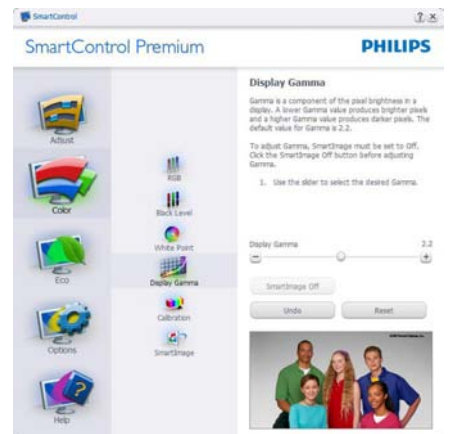 SmartControl
SmartControl Premium
PHILIPS
Adjust
Color
Eco
Options
Help
RGB
Black Level
White Point
Display Gamma
Calibration
SmartImage
Display Gamma
Gamma is a component of the pixel brightness in a
display. A lower Gamma value produces brighter pixels
and a higher Gamma value produces darker pixels. The
default value for Gamma is 2.2.
To adjust Gamma, SmartImage must be set to Off.
Click the SmartImage Off button before adjusting
Gamma.
1. Use the slider to select the desired Gamma.
Display Gamma 2.2
SmartImage Off
Undo Reset